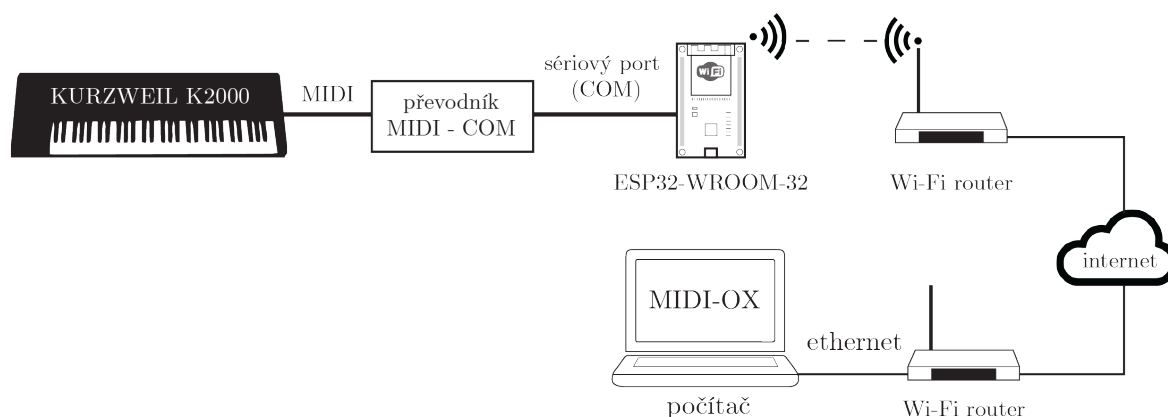 KURZWEIL K2000
MIDI
převodník
MIDI - COM
sériový port
(COM)
WiFi
ESP32-WROOM-32
Wi-Fi router
internet
MIDI-OX
ethernet
počítač
Wi-Fi router